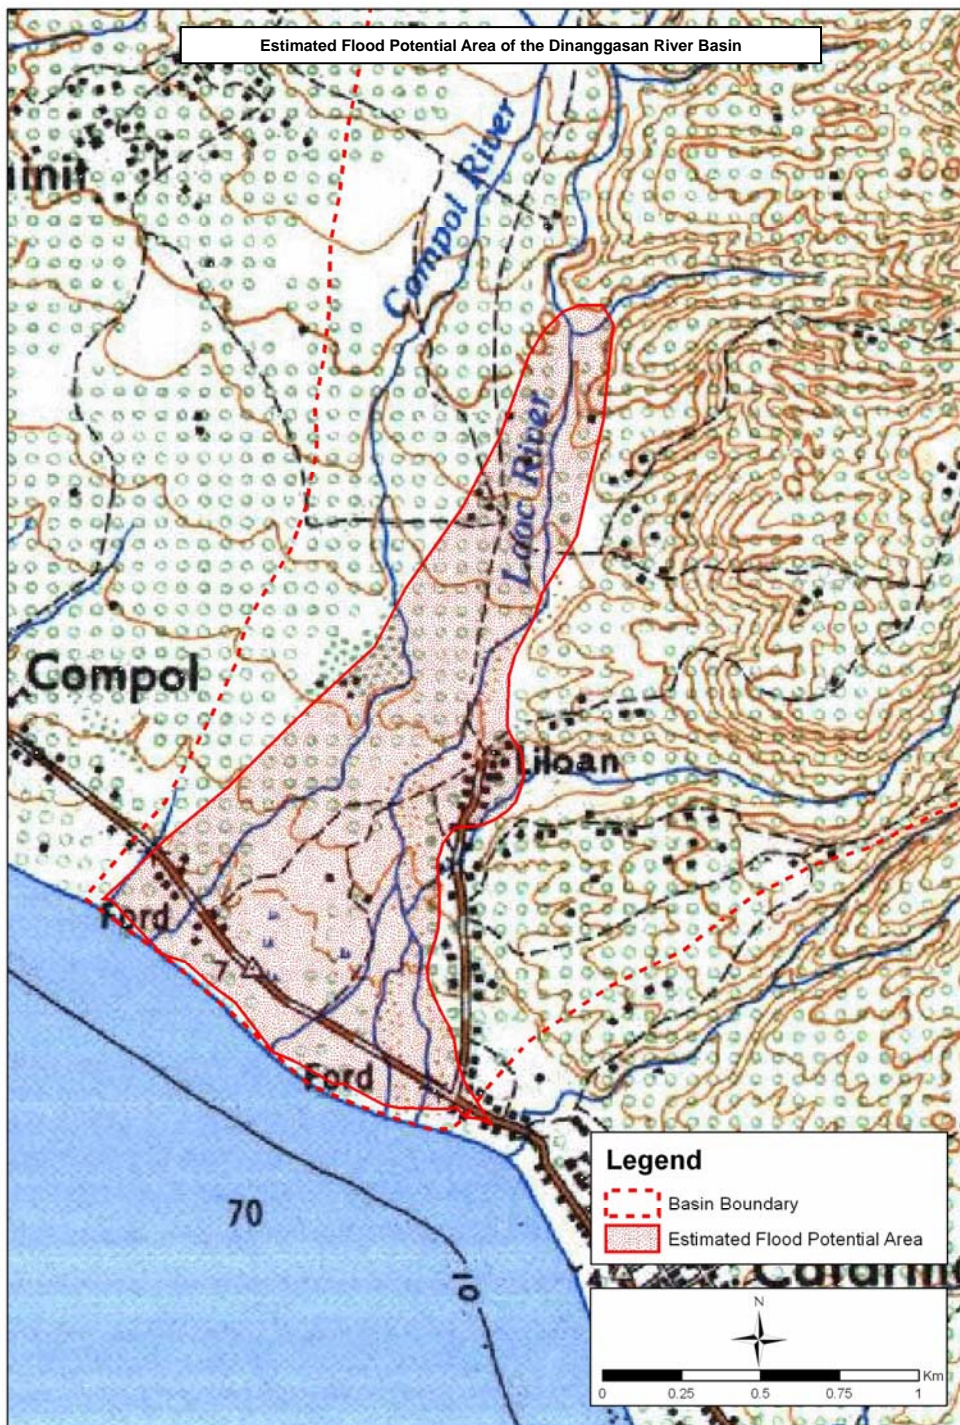 Estimated Flood Potential Area of the Dinanggasan River Basin
Compol River
Laoc River
Compol
Liloan
Ford
7
Ford
70
10
Legend
Basin Boundary
Estimated Flood Potential Area
N
Km
0 0.25 0.5 0.75 1